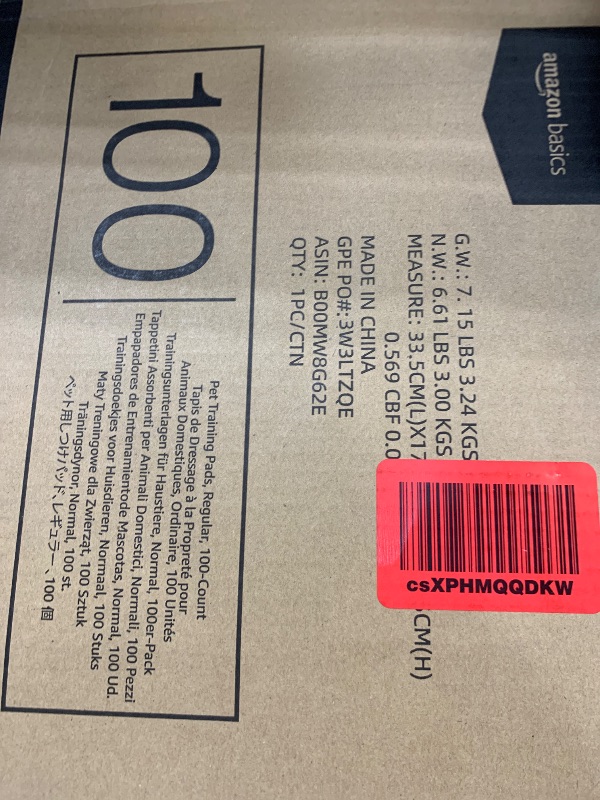 amazon basics
G.W.: 7. 15 LBS 3.24 KGS
N.W.: 6.61 LBS 3.00 KGS
MEASURE: 33.5CM(L)X17 CM(H)
0.569 CBF 0.0
MADE IN CHINA
GPE PO#:3W3LTZQE
ASIN: B00MW8G62E
QTY: 1PC/CTN
csXPHMQQDKW
100
Pet Training Pads, Regular, 100-Count
Tapis de Dressage à la Propreté pour
Animaux Domestiques, Ordinaire, 100 Unités
Trainingsunterlagen für Haustiere, Normal, 100er-Pack
Tappetini Assorbenti per Animali Domestici, Normali, 100 Pezzi
Empapadores de Entrenamientode Mascotas, Normal, 100 Ud.
Trainingsdoekjes voor Huisdieren, Normaal, 100 Stuks
Maty Treningowe dla Zwierząt, 100 Sztuk
Träningsdynor, Normal, 100 st.
ペット用しつけパッド、レギュラー、100 個